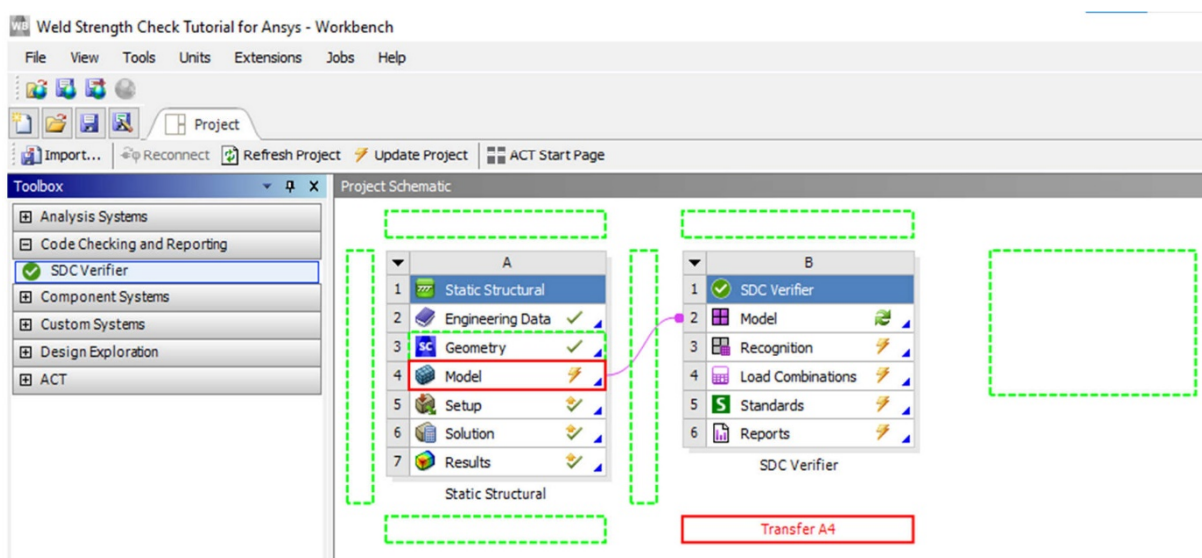 WB Weld Strength Check Tutorial for Ansys - Workbench
File View Tools Units Extensions Jobs Help
Project
Import... Reconnect Refresh Project Update Project ACT Start Page
Toolbox
Analysis Systems
Code Checking and Reporting
SDC Verifier
Component Systems
Custom Systems
Design Exploration
ACT
Project Schematic
A
1 Static Structural
2 Engineering Data
3 SC Geometry
4 Model
5 Setup
6 Solution
7 Results
Static Structural
B
1 SDC Verifier
2 Model
3 Recognition
4 Load Combinations
5 S Standards
6 Reports
SDC Verifier
Transfer A4